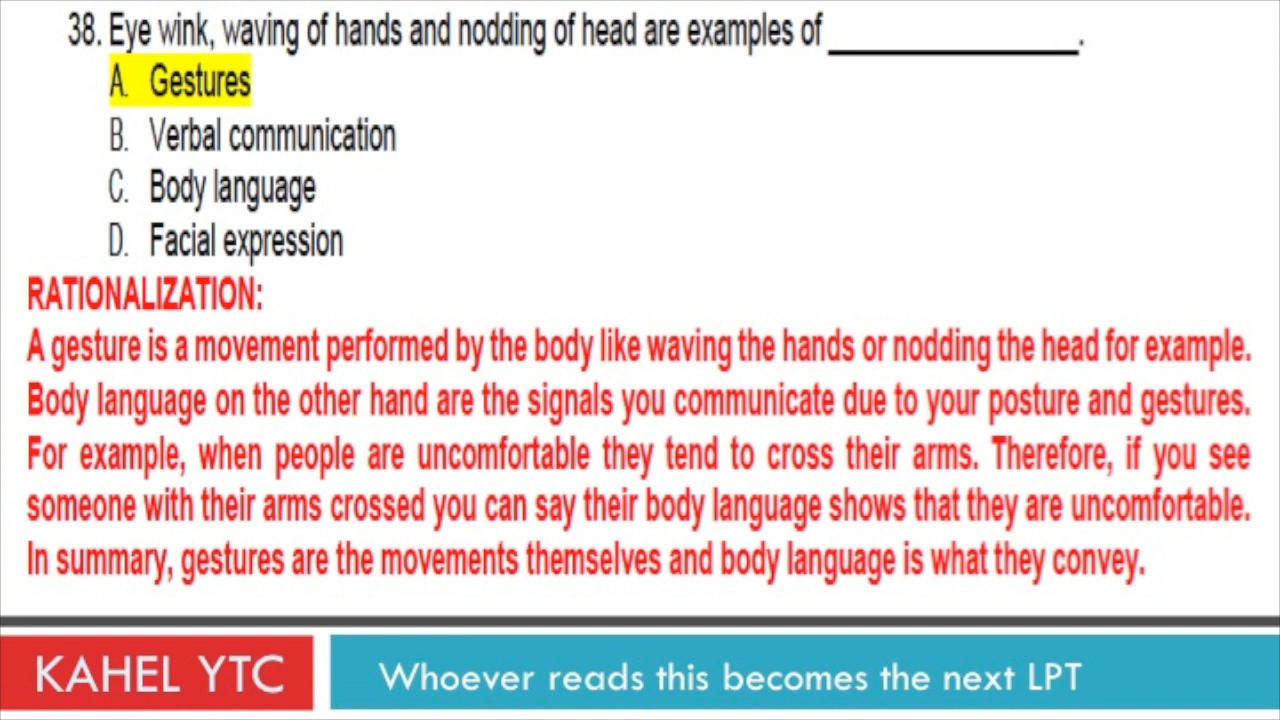 38. Eye wink, waving of hands and nodding of head are examples of ____________________.
A. Gestures
B. Verbal communication
C. Body language
D. Facial expression
RATIONALIZATION:
A gesture is a movement performed by the body like waving the hands or nodding the head for example.
Body language on the other hand are the signals you communicate due to your posture and gestures.
For example, when people are uncomfortable they tend to cross their arms. Therefore, if you see
someone with their arms crossed you can say their body language shows that they are uncomfortable.
In summary, gestures are the movements themselves and body language is what they convey.
KAHEL YTC
Whoever reads this becomes the next LPT